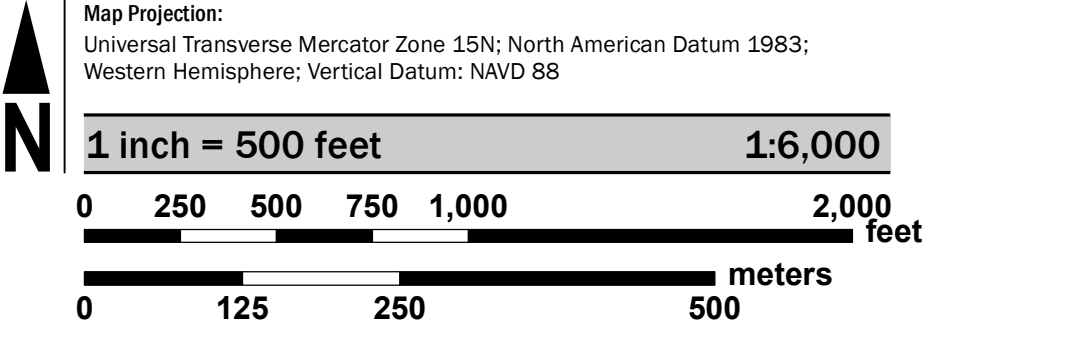 N
Map Projection:
Universal Transverse Mercator Zone 15N; North American Datum 1983;
Western Hemisphere; Vertical Datum: NAVD 88
1 inch = 500 feet 1:6,000
0 250 500 750 1,000 2,000
feet
meters
0 125 250 500